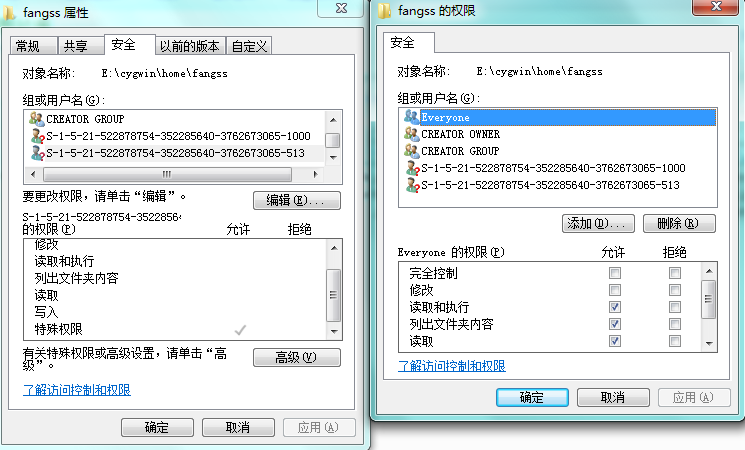 fangss 属性
常规
共享
安全
以前的版本
自定义
对象名称: E:\cygwin\home\fangss
组或用户名(G):
CREATOR GROUP
S-1-5-21-522878754-352285640-3762673065-1000
S-1-5-21-522878754-352285640-3762673065-513
要更改权限，请单击“编辑”。
编辑(E)...
S-1-5-21-522878754-3522856
的权限(P) 允许 拒绝
修改
读取和执行
列出文件夹内容
读取
写入
特殊权限
有关特殊权限或高级设置，请单击“高
级”。
高级(V)
了解访问控制和权限
确定
取消
应用(A)
fangss 的权限
安全
对象名称: E:\cygwin\home\fangss
组或用户名(G):
Everyone
CREATOR OWNER
CREATOR GROUP
S-1-5-21-522878754-352285640-3762673065-1000
S-1-5-21-522878754-352285640-3762673065-513
添加(D)...
删除(R)
Everyone 的权限(P) 允许 拒绝
完全控制
修改
读取和执行
列出文件夹内容
读取
了解访问控制和权限
确定
取消
应用(A)